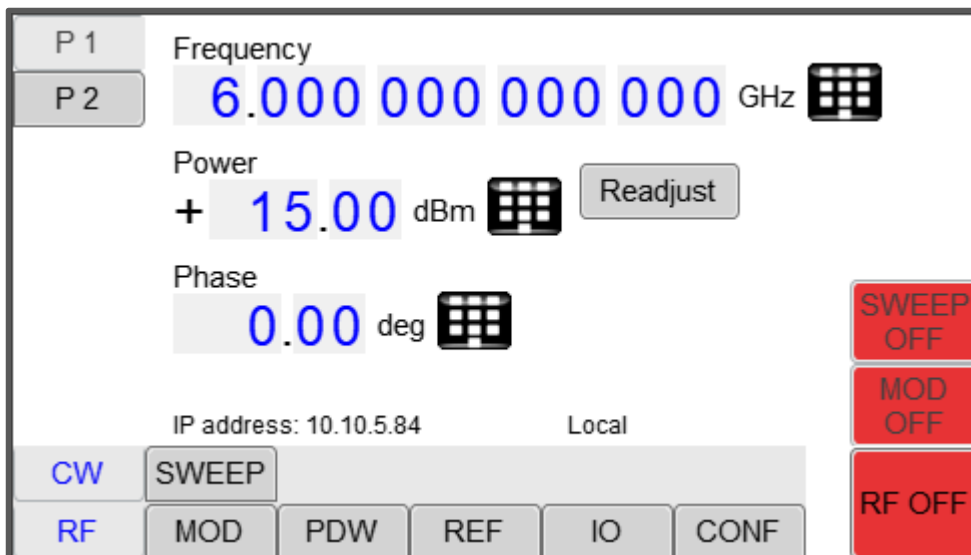 P 1
P 2
Frequency
6.000 000 000 000 GHz
Power
+ 15.00 dBm
Readjust
Phase
0.00 deg
SWEEP
OFF
MOD
OFF
IP address: 10.10.5.84
Local
CW
SWEEP
RF OFF
RF
MOD
PDW
REF
IO
CONF